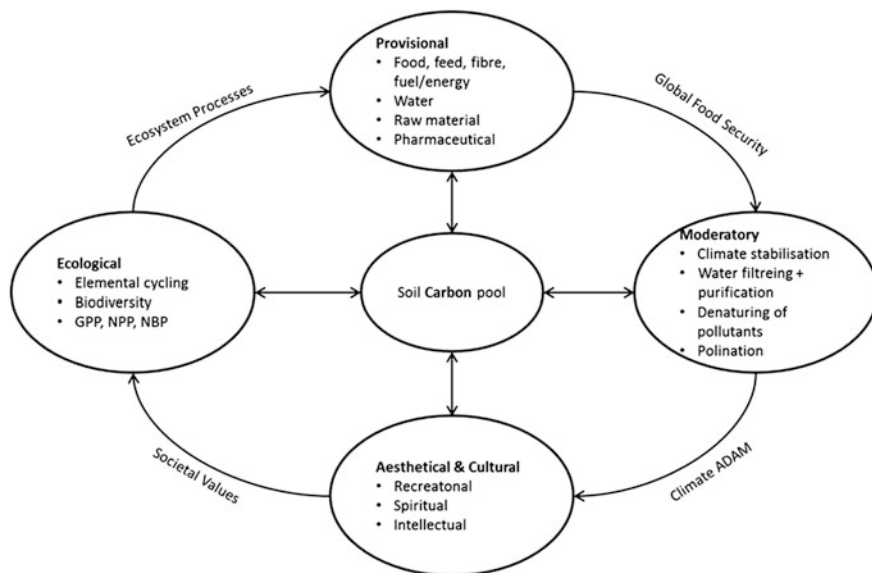 Provisional
• Food, feed, fibre,
fuel/energy
• Water
• Raw material
• Pharmaceutical
Ecosystem Processes
Global Food Security
Ecological
• Elemental cycling
• Biodiversity
• GPP, NPP, NBP
Soil Carbon pool
Moderatory
• Climate stabilisation
• Water filtreing +
purification
• Denaturing of
pollutants
• Polination
Aesthetical & Cultural
• Recreatonal
• Spiritual
• Intellectual
Societal Values
Climate ADAM